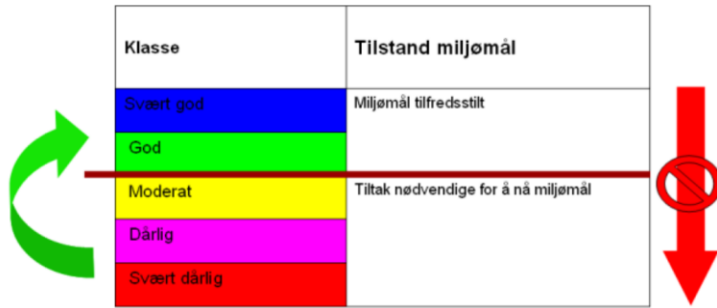 Klasse
Tilstand miljømål
Svært god
Miljømål tilfredsstilt
God
Moderat
Tiltak nødvendige for å nå miljømål
Dårlig
Svært dårlig